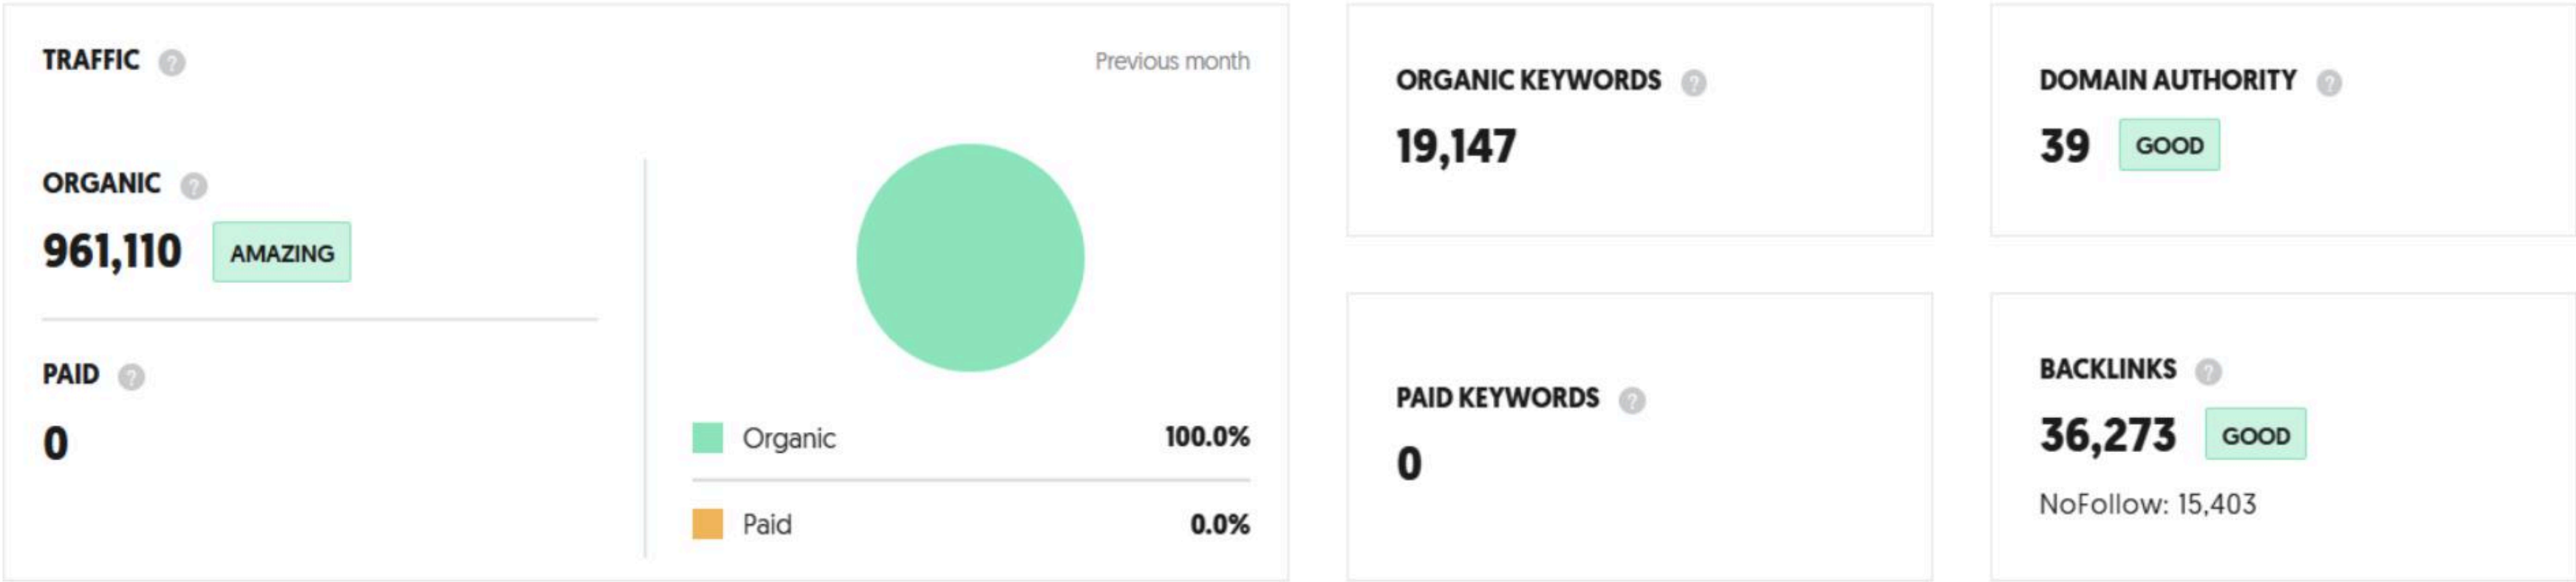 TRAFFIC ?
Previous month
ORGANIC ?
961,110 AMAZING
PAID ?
0
Organic 100.0%
Paid 0.0%
ORGANIC KEYWORDS ?
19,147
DOMAIN AUTHORITY ?
39 GOOD
PAID KEYWORDS ?
0
BACKLINKS ?
36,273 GOOD
NoFollow: 15,403